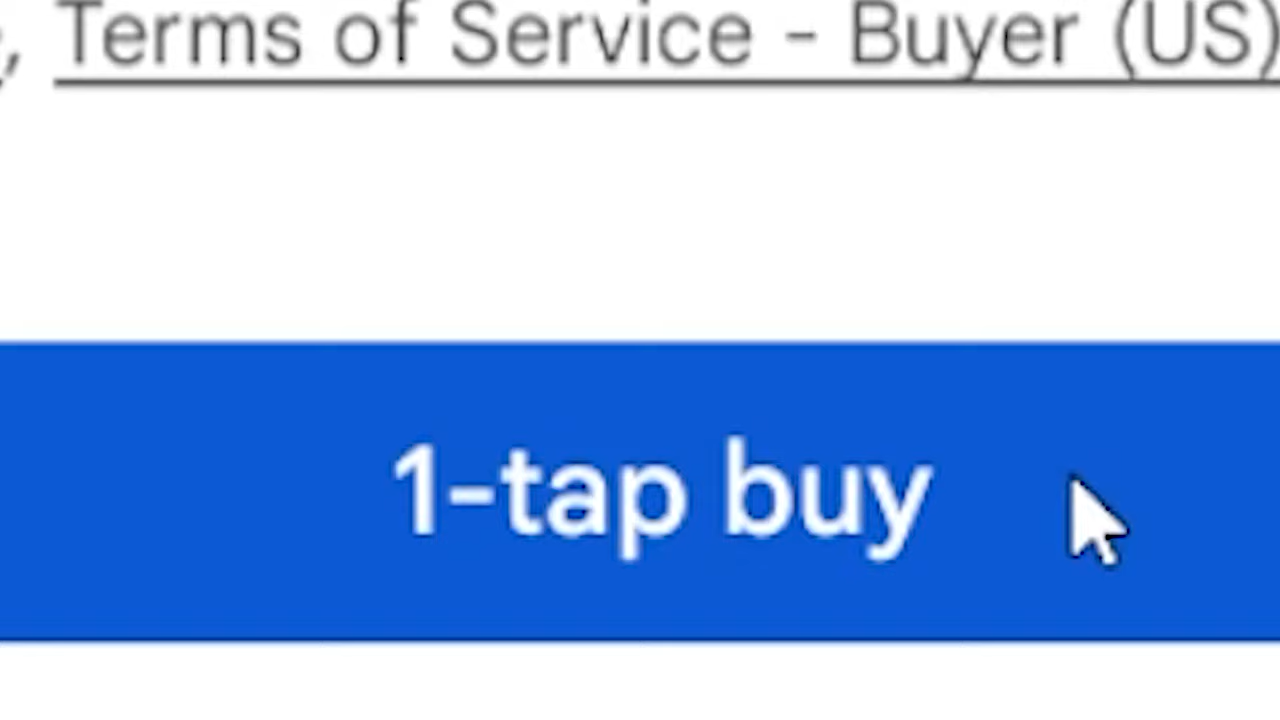 , Terms of Service - Buyer (US)
1-tap buy